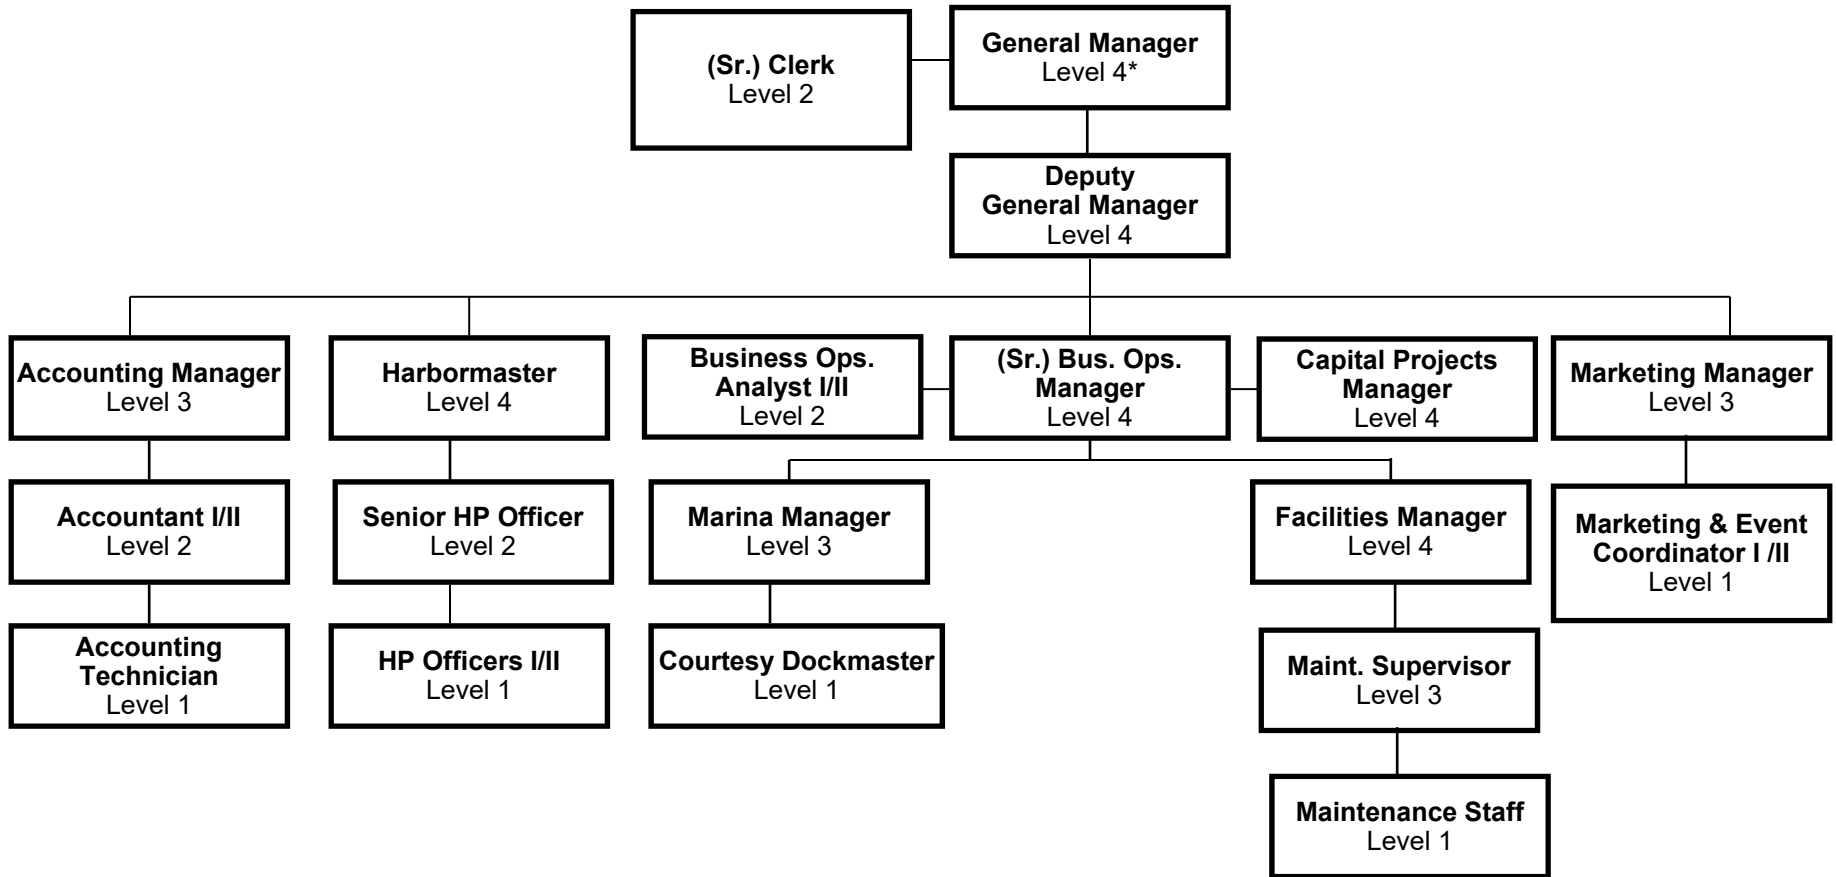 (Sr.) Clerk
Level 2
General Manager
Level 4*
Deputy
General Manager
Level 4
Accounting Manager
Level 3
Harbormaster
Level 4
Business Ops.
Analyst I/II
Level 2
(Sr.) Bus. Ops.
Manager
Level 4
Capital Projects
Manager
Level 4
Marketing Manager
Level 3
Accountant I/II
Level 2
Senior HP Officer
Level 2
Marina Manager
Level 3
Facilities Manager
Level 4
Marketing & Event
Coordinator I /II
Level 1
Accounting
Technician
Level 1
HP Officers I/II
Level 1
Courtesy Dockmaster
Level 1
Maint. Supervisor
Level 3
Maintenance Staff
Level 1